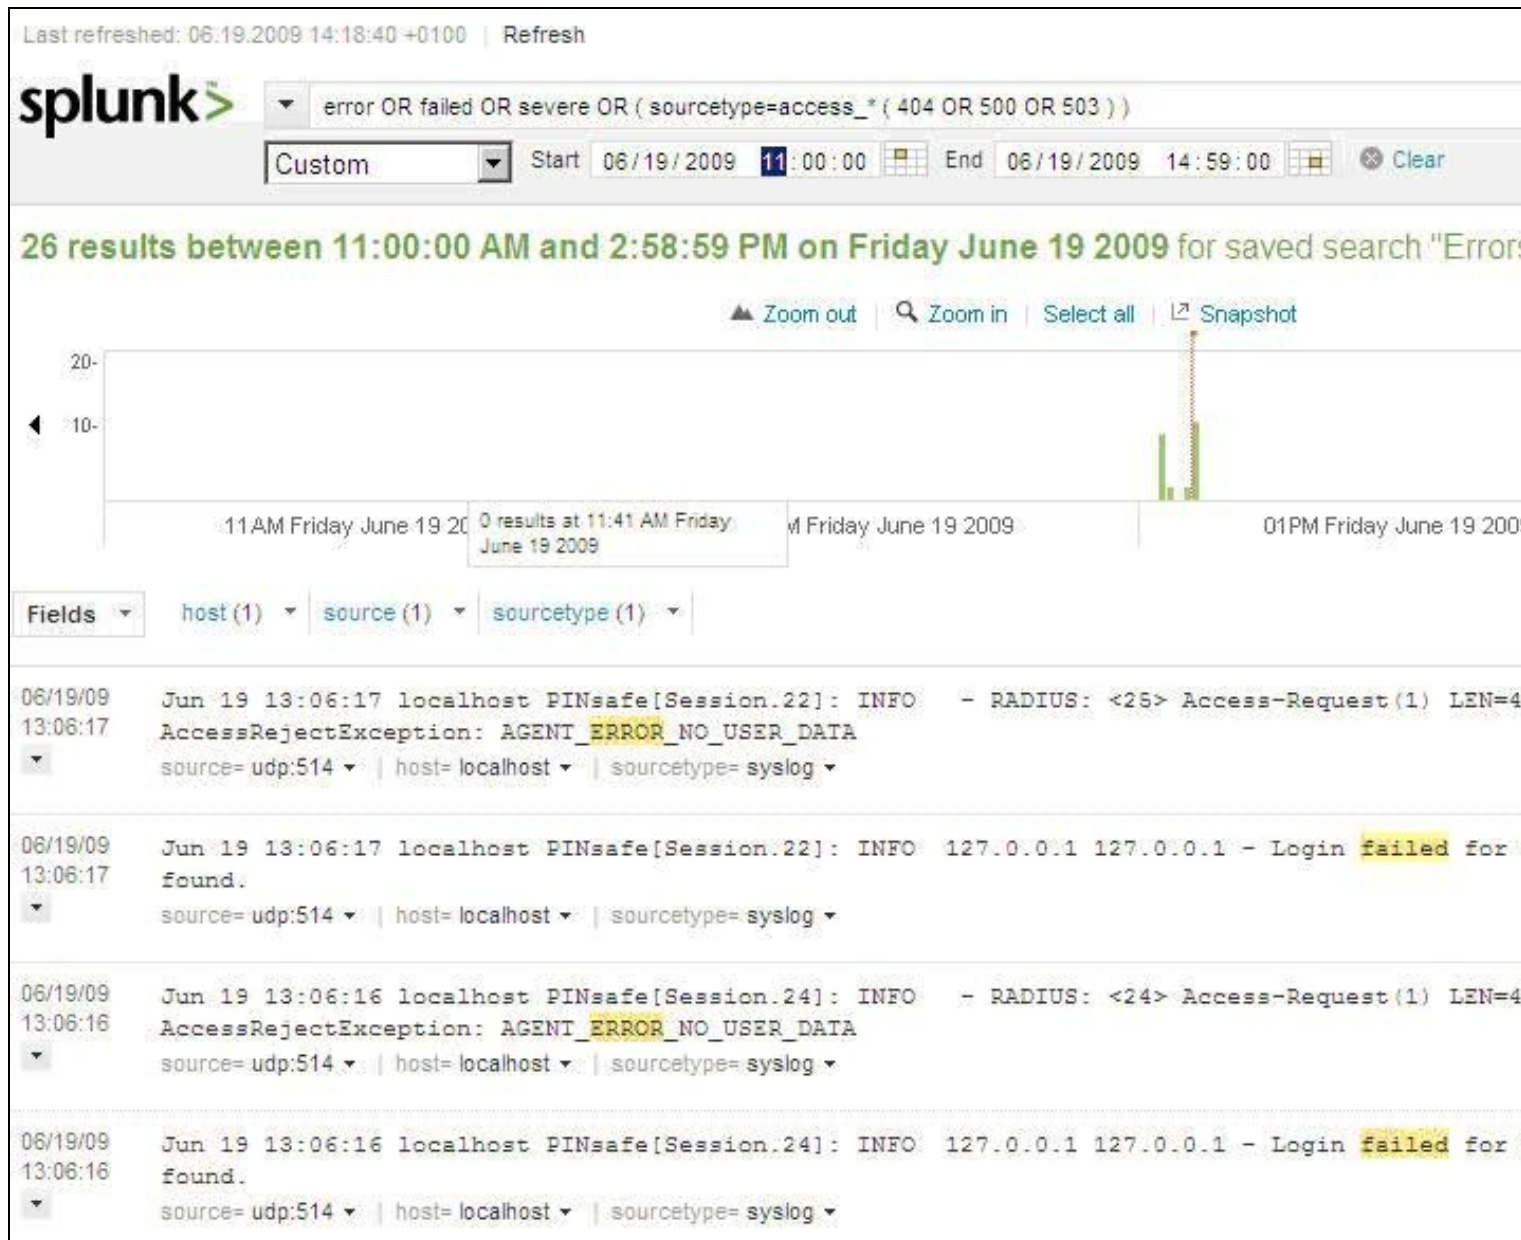 Last refreshed: 06.19.2009 14:18:40 +0100 | Refresh
splunk>
error OR failed OR severe OR ( sourcetype=access_* ( 404 OR 500 OR 503 ) )
Custom Start 06/19/2009 11:00:00 End 06/19/2009 14:59:00 Clear
26 results between 11:00:00 AM and 2:58:59 PM on Friday June 19 2009 for saved search "Errors
Zoom out | Zoom in | Select all | Snapshot
20-
10-
11AM Friday June 19 20
0 results at 11:41 AM Friday
June 19 2009
M Friday June 19 2009
01PM Friday June 19 2009
Fields host (1) source (1) sourcetype (1)
06/19/09
13:06:17
Jun 19 13:06:17 localhost PINsafe[Session.22]: INFO - RADIUS: <25> Access-Request(1) LEN=4
AccessRejectException: AGENT_ERROR_NO_USER_DATA
source= udp:514 | host= localhost | sourcetype= syslog
06/19/09
13:06:17
Jun 19 13:06:17 localhost PINsafe[Session.22]: INFO 127.0.0.1 127.0.0.1 - Login failed for
found.
source= udp:514 | host= localhost | sourcetype= syslog
06/19/09
13:06:16
Jun 19 13:06:16 localhost PINsafe[Session.24]: INFO - RADIUS: <24> Access-Request(1) LEN=4
AccessRejectException: AGENT_ERROR_NO_USER_DATA
source= udp:514 | host= localhost | sourcetype= syslog
06/19/09
13:06:16
Jun 19 13:06:16 localhost PINsafe[Session.24]: INFO 127.0.0.1 127.0.0.1 - Login failed for
found.
source= udp:514 | host= localhost | sourcetype= syslog